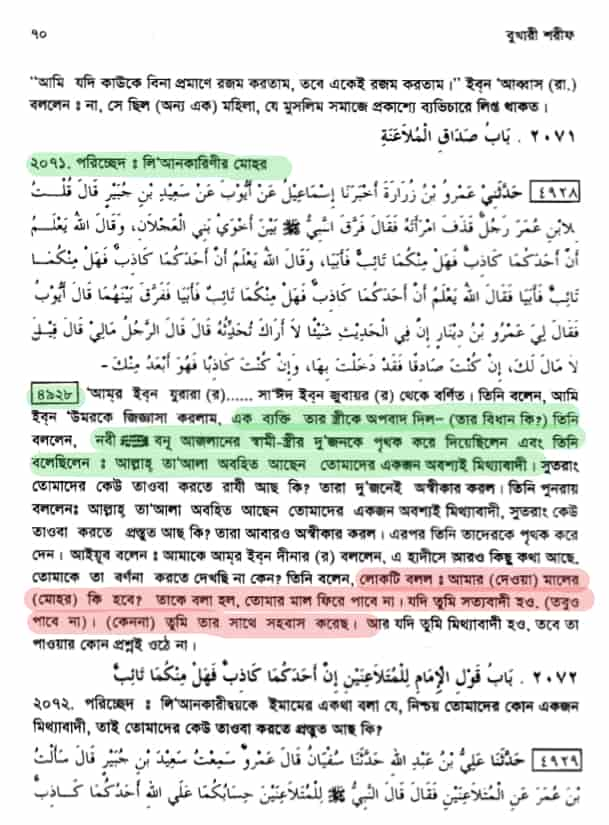 ৭০ বুখারী শরীফ
“আমি যদি কাউকে বিনা প্রমাণে রজম করতাম, তবে একেই রজম করতাম।” ইব্‌ন ‘আব্বাস (রা.)
বললেন ঃ না, সে ছিল (অন্য এক) মহিলা, যে মুসলিম সমাজে প্রকাশ্যে ব্যভিচারে লিপ্ত থাকত।
٢٠٧١ . بَابُ صَدَاقِ الْمُلاَعَنَةِ
২০৭১. পরিচ্ছেদ ঃ লি‘আনকারিণীর মোহর
[٤٩٢٨] حَدَّثَنِيْ عَمْرُو بْنُ زُرَارَةَ أَخْبَرَنَا إِسْمَاعِيْلُ عَنْ أَيُّوْبَ عَنْ سَعِيْدِ بْنِ جُبَيْرٍ قَالَ قُلْتُ
لِابْنِ عُمَرَ رَجُلٌ قَذَفَ امْرَأَتَهُ فَقَالَ فَرَّقَ النَّبِيُّ ﷺ بَيْنَ أَخَوَيْ بَنِي الْعَجْلاَنِ، وَقَالَ اللهُ يَعْلَمُ
أَنَّ أَحَدَكُمَا كَاذِبٌ فَهَلْ مِنْكُمَا تَائِبٌ فَأَبَيَا، وَقَالَ اللهُ يَعْلَمُ أَنَّ أَحَدَكُمَا كَاذِبٌ فَهَلْ مِنْكُمَا
تَائِبٌ فَأَبَيَا فَقَالَ اللهُ يَعْلَمُ أَنَّ أَحَدَكُمَا كَاذِبٌ فَهَلْ مِنْكُمَا تَائِبٌ فَأَبَيَا فَفَرَّقَ بَيْنَهُمَا قَالَ أَيُّوْبُ
فَقَالَ لِي عَمْرُو بْنُ دِيْنَارٍ إِنَّ فِي الْحَدِيْثِ شَيْئًا لاَ أَرَاكَ تُحَدِّثُهُ قَالَ قَالَ الرَّجُلُ مَالِيْ قَالَ قِيْلَ
لاَ مَالَ لَكَ، إِنْ كُنْتَ صَادِقًا فَقَدْ دَخَلْتَ بِهَا، وَإِنْ كُنْتَ كَاذِبًا فَهُوَ أَبْعَدُ مِنْكَ-
[৪৯২৮] ‘আম্‌র ইব্‌ন যুরারা (র)...... সা‘ঈদ ইব্‌ন জুবায়র (র) থেকে বর্ণিত। তিনি বলেন, আমি
ইব্‌ন ‘উমরকে জিজ্ঞাসা করলাম, এক ব্যক্তি তার স্ত্রীকে অপবাদ দিল– (তার বিধান কি?) তিনি
বললেন, নবী ﷺ বনূ আজলানের স্বামী-স্ত্রীর দু’জনকে পৃথক করে দিয়েছিলেন এবং তিনি
বলেছিলেন ঃ আল্লাহ্ তা‘আলা অবহিত আছেন তোমাদের একজন অবশ্যই মিথ্যাবাদী। সুতরাং
তোমাদের কেউ তাওবা করতে রাযী আছ কি? তারা দু’জনেই অস্বীকার করল। তিনি পুনরায়
বললেনঃ আল্লাহ্ তা‘আলা অবহিত আছেন তোমাদের একজন অবশ্যই মিথ্যাবাদী, সুতরাং কেউ
তাওবা করতে প্রস্তুত আছ কি? তারা আবারও অস্বীকার করল। এরপর তিনি তাদেরকে পৃথক করে
দেন। আইয়ূব বলেন ঃ আমাকে আম্‌র ইব্‌ন দীনার (র) বললেন, এ হাদীসে আরও কিছু কথা আছে,
তোমাকে তা বর্ণনা করতে দেখছি না কেন? তিনি বলেন, লোকটি বলল ঃ আমার (দেওয়া) মালের
(মোহর) কি হবে? তাকে বলা হল, তোমার মাল ফিরে পাবে না। যদি তুমি সত্যবাদী হও, (তবুও
পাবে না)। (কেননা) তুমি তার সাথে সহবাস করেছ। আর যদি তুমি মিথ্যাবাদী হও, তবে তা
পাওয়ার কোন প্রশ্নই ওঠে না।
٢٠٧٢ . بَابُ قَوْلِ الإِمَامِ لِلْمُتَلاَعِنَيْنِ إِنَّ أَحَدَكُمَا كَاذِبٌ فَهَلْ مِنْكُمَا تَائِبٌ
২০৭২. পরিচ্ছেদ ঃ লি‘আনকারীদ্বয়কে ইমামের একথা বলা যে, নিশ্চয় তোমাদের কোন একজন
মিথ্যাবাদী, তাই তোমাদের কেউ তাওবা করতে প্রস্তুত আছ কি?
[٤٩٢٩] حَدَّثَنَا عَلِيُّ بْنُ عَبْدِ اللهِ حَدَّثَنَا سُفْيَانُ قَالَ عَمْرٌو سَمِعْتُ سَعِيْدَ بْنَ جُبَيْرٍ قَالَ سَأَلْتُ
بْنَ عُمَرَ عَنِ الْمُتَلاَعِنَيْنِ فَقَالَ قَالَ النَّبِيُّ ﷺ لِلْمُتَلاَعِنَيْنِ حِسَابُكُمَا عَلَى اللهِ أَحَدُكُمَا كَاذِبٌ